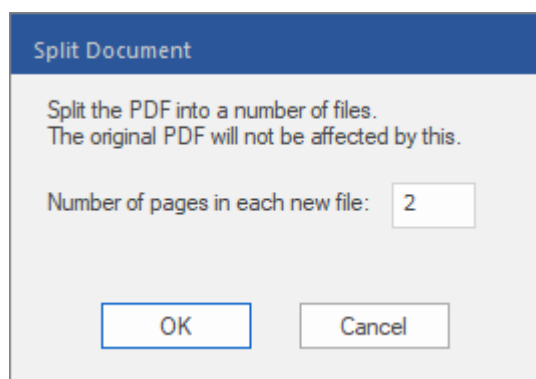 Split Document
Split the PDF into a number of files.
The original PDF will not be affected by this.
Number of pages in each new file: 2
OK Cancel